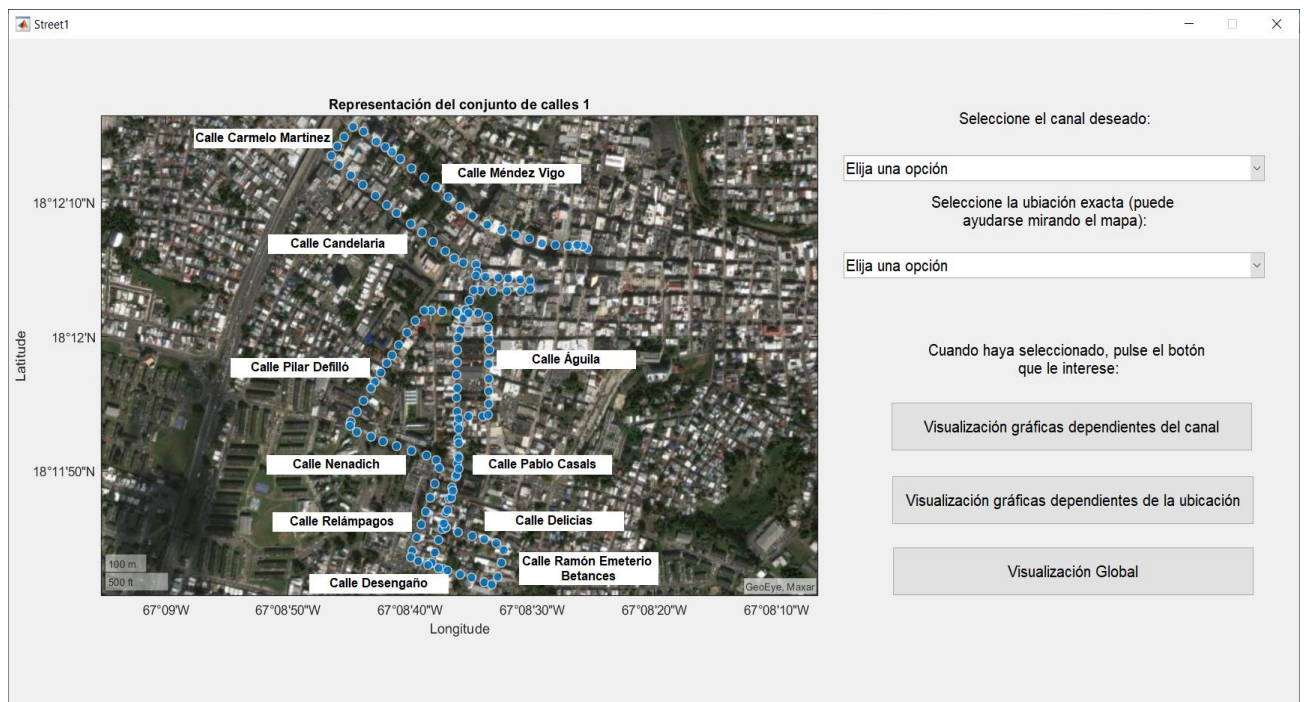 Street1
Representación del conjunto de calles 1
Calle Carmelo Martínez
Calle Méndez Vigo
Calle Candelaria
Calle Pilar Defilló
Calle Águila
Calle Nenadich
Calle Pablo Casals
Calle Relámpagos
Calle Delicias
Calle Ramón Emeterio
Betances
Calle Desengaño
100 m
500 ft
GeoEye, Maxar
18°12'10"N
18°12'N
18°11'50"N
Latitude
67°09'W
67°08'50"W
67°08'40"W
67°08'30"W
67°08'20"W
67°08'10"W
Longitude
Seleccione el canal deseado:
Elija una opción
Seleccione la ubiación exacta (puede
ayudarse mirando el mapa):
Elija una opción
Cuando haya seleccionado, pulse el botón
que le interese:
Visualización gráficas dependientes del canal
Visualización gráficas dependientes de la ubicación
Visualización Global